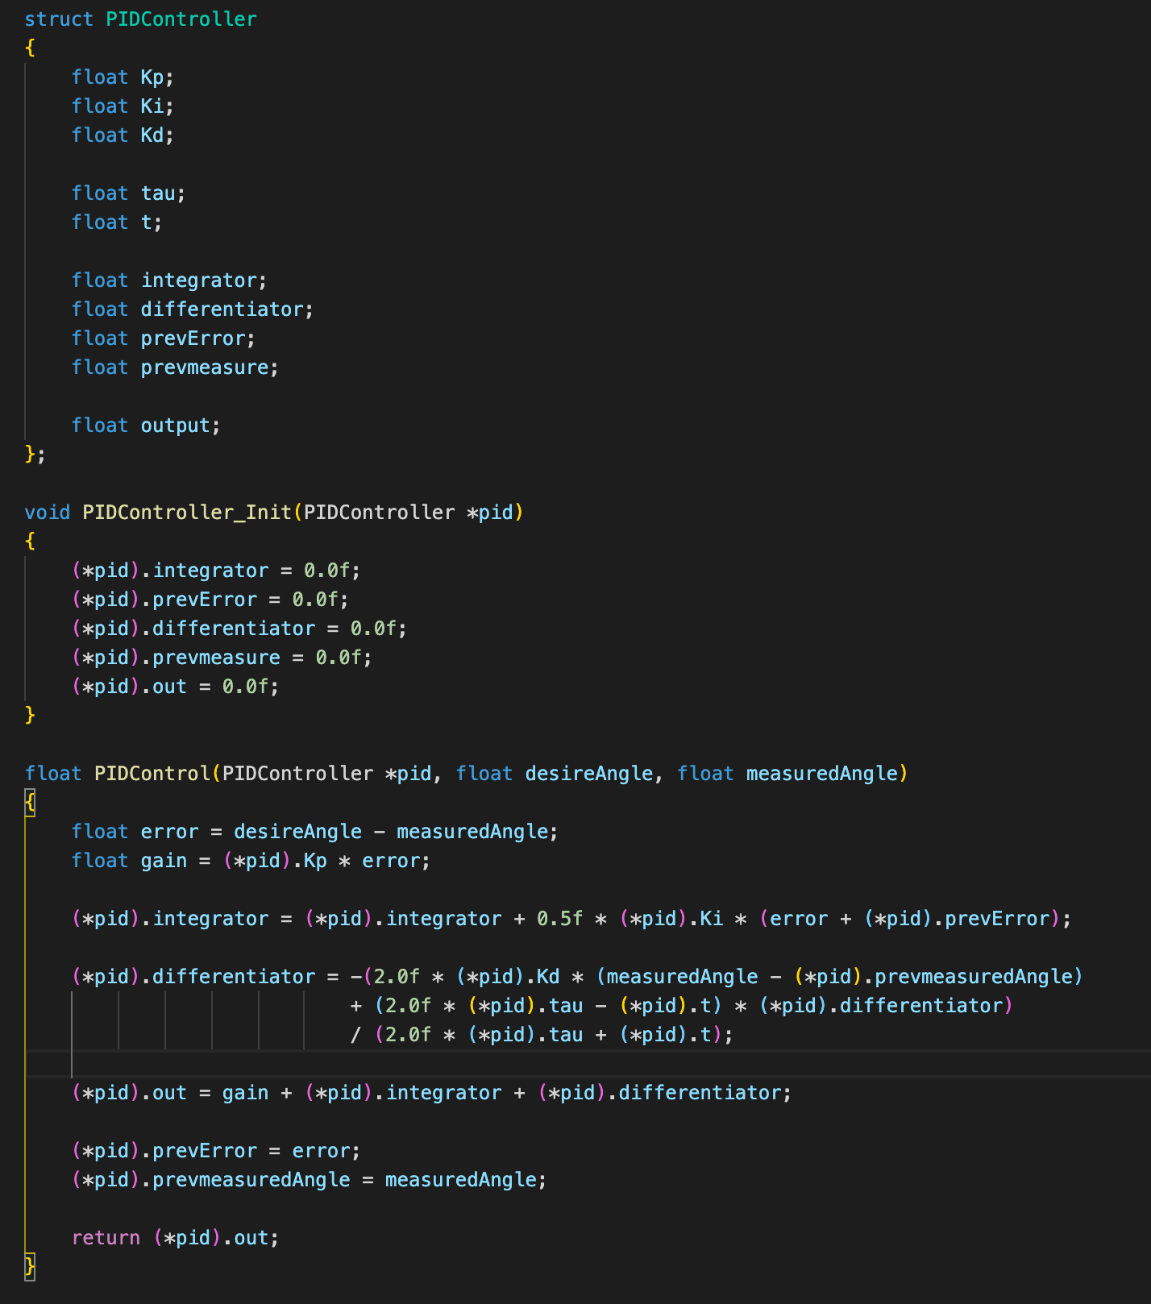 struct PIDController
{
    float Kp;
    float Ki;
    float Kd;

    float tau;
    float t;

    float integrator;
    float differentiator;
    float prevError;
    float prevmeasure;

    float output;
};

void PIDController_Init(PIDController *pid)
{
    (*pid).integrator = 0.0f;
    (*pid).prevError = 0.0f;
    (*pid).differentiator = 0.0f;
    (*pid).prevmeasure = 0.0f;
    (*pid).out = 0.0f;
}

float PIDControl(PIDController *pid, float desireAngle, float measuredAngle)
{
    float error = desireAngle - measuredAngle;
    float gain = (*pid).Kp * error;

    (*pid).integrator = (*pid).integrator + 0.5f * (*pid).Ki * (error + (*pid).prevError);

    (*pid).differentiator = -(2.0f * (*pid).Kd * (measuredAngle - (*pid).prevmeasuredAngle)
                            + (2.0f * (*pid).tau - (*pid).t) * (*pid).differentiator)
                            / (2.0f * (*pid).tau + (*pid).t);

    (*pid).out = gain + (*pid).integrator + (*pid).differentiator;

    (*pid).prevError = error;
    (*pid).prevmeasuredAngle = measuredAngle;

    return (*pid).out;
}